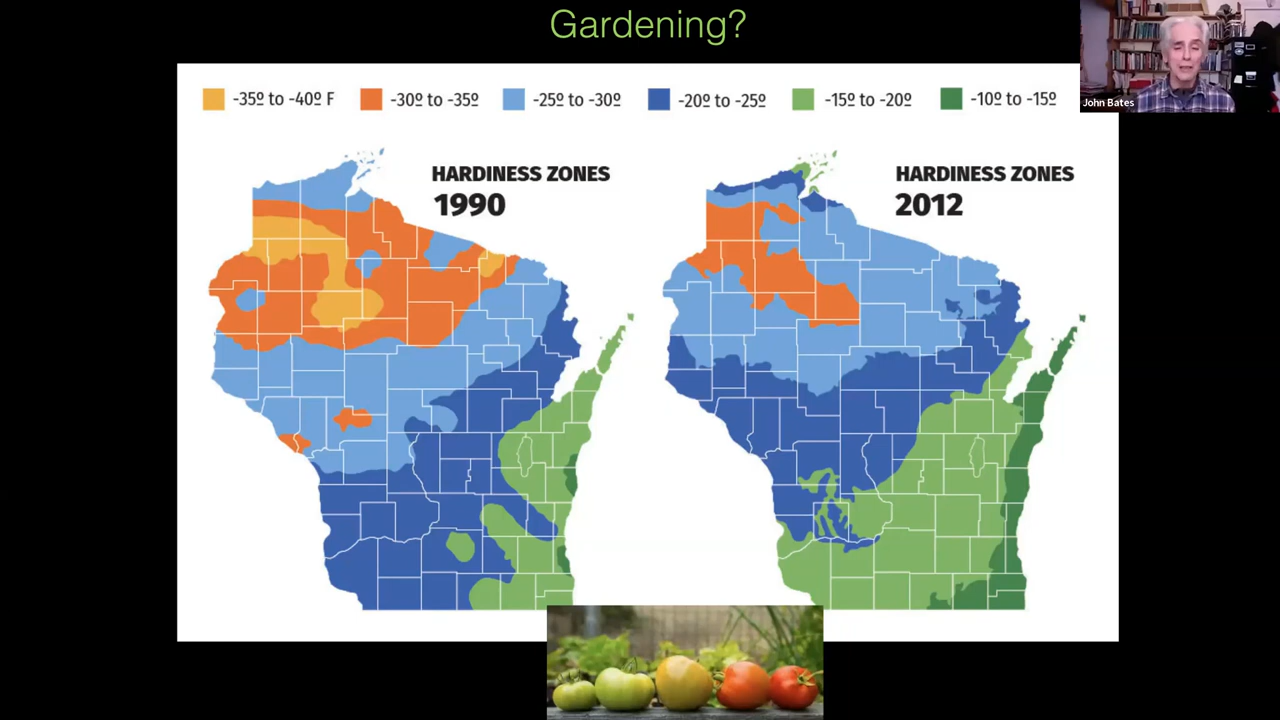 Gardening?
-35º to -40º F
-30º to -35º
-25º to -30º
-20º to -25º
-15º to -20º
-10º to -15º
John Bates
HARDINESS ZONES
1990
HARDINESS ZONES
2012